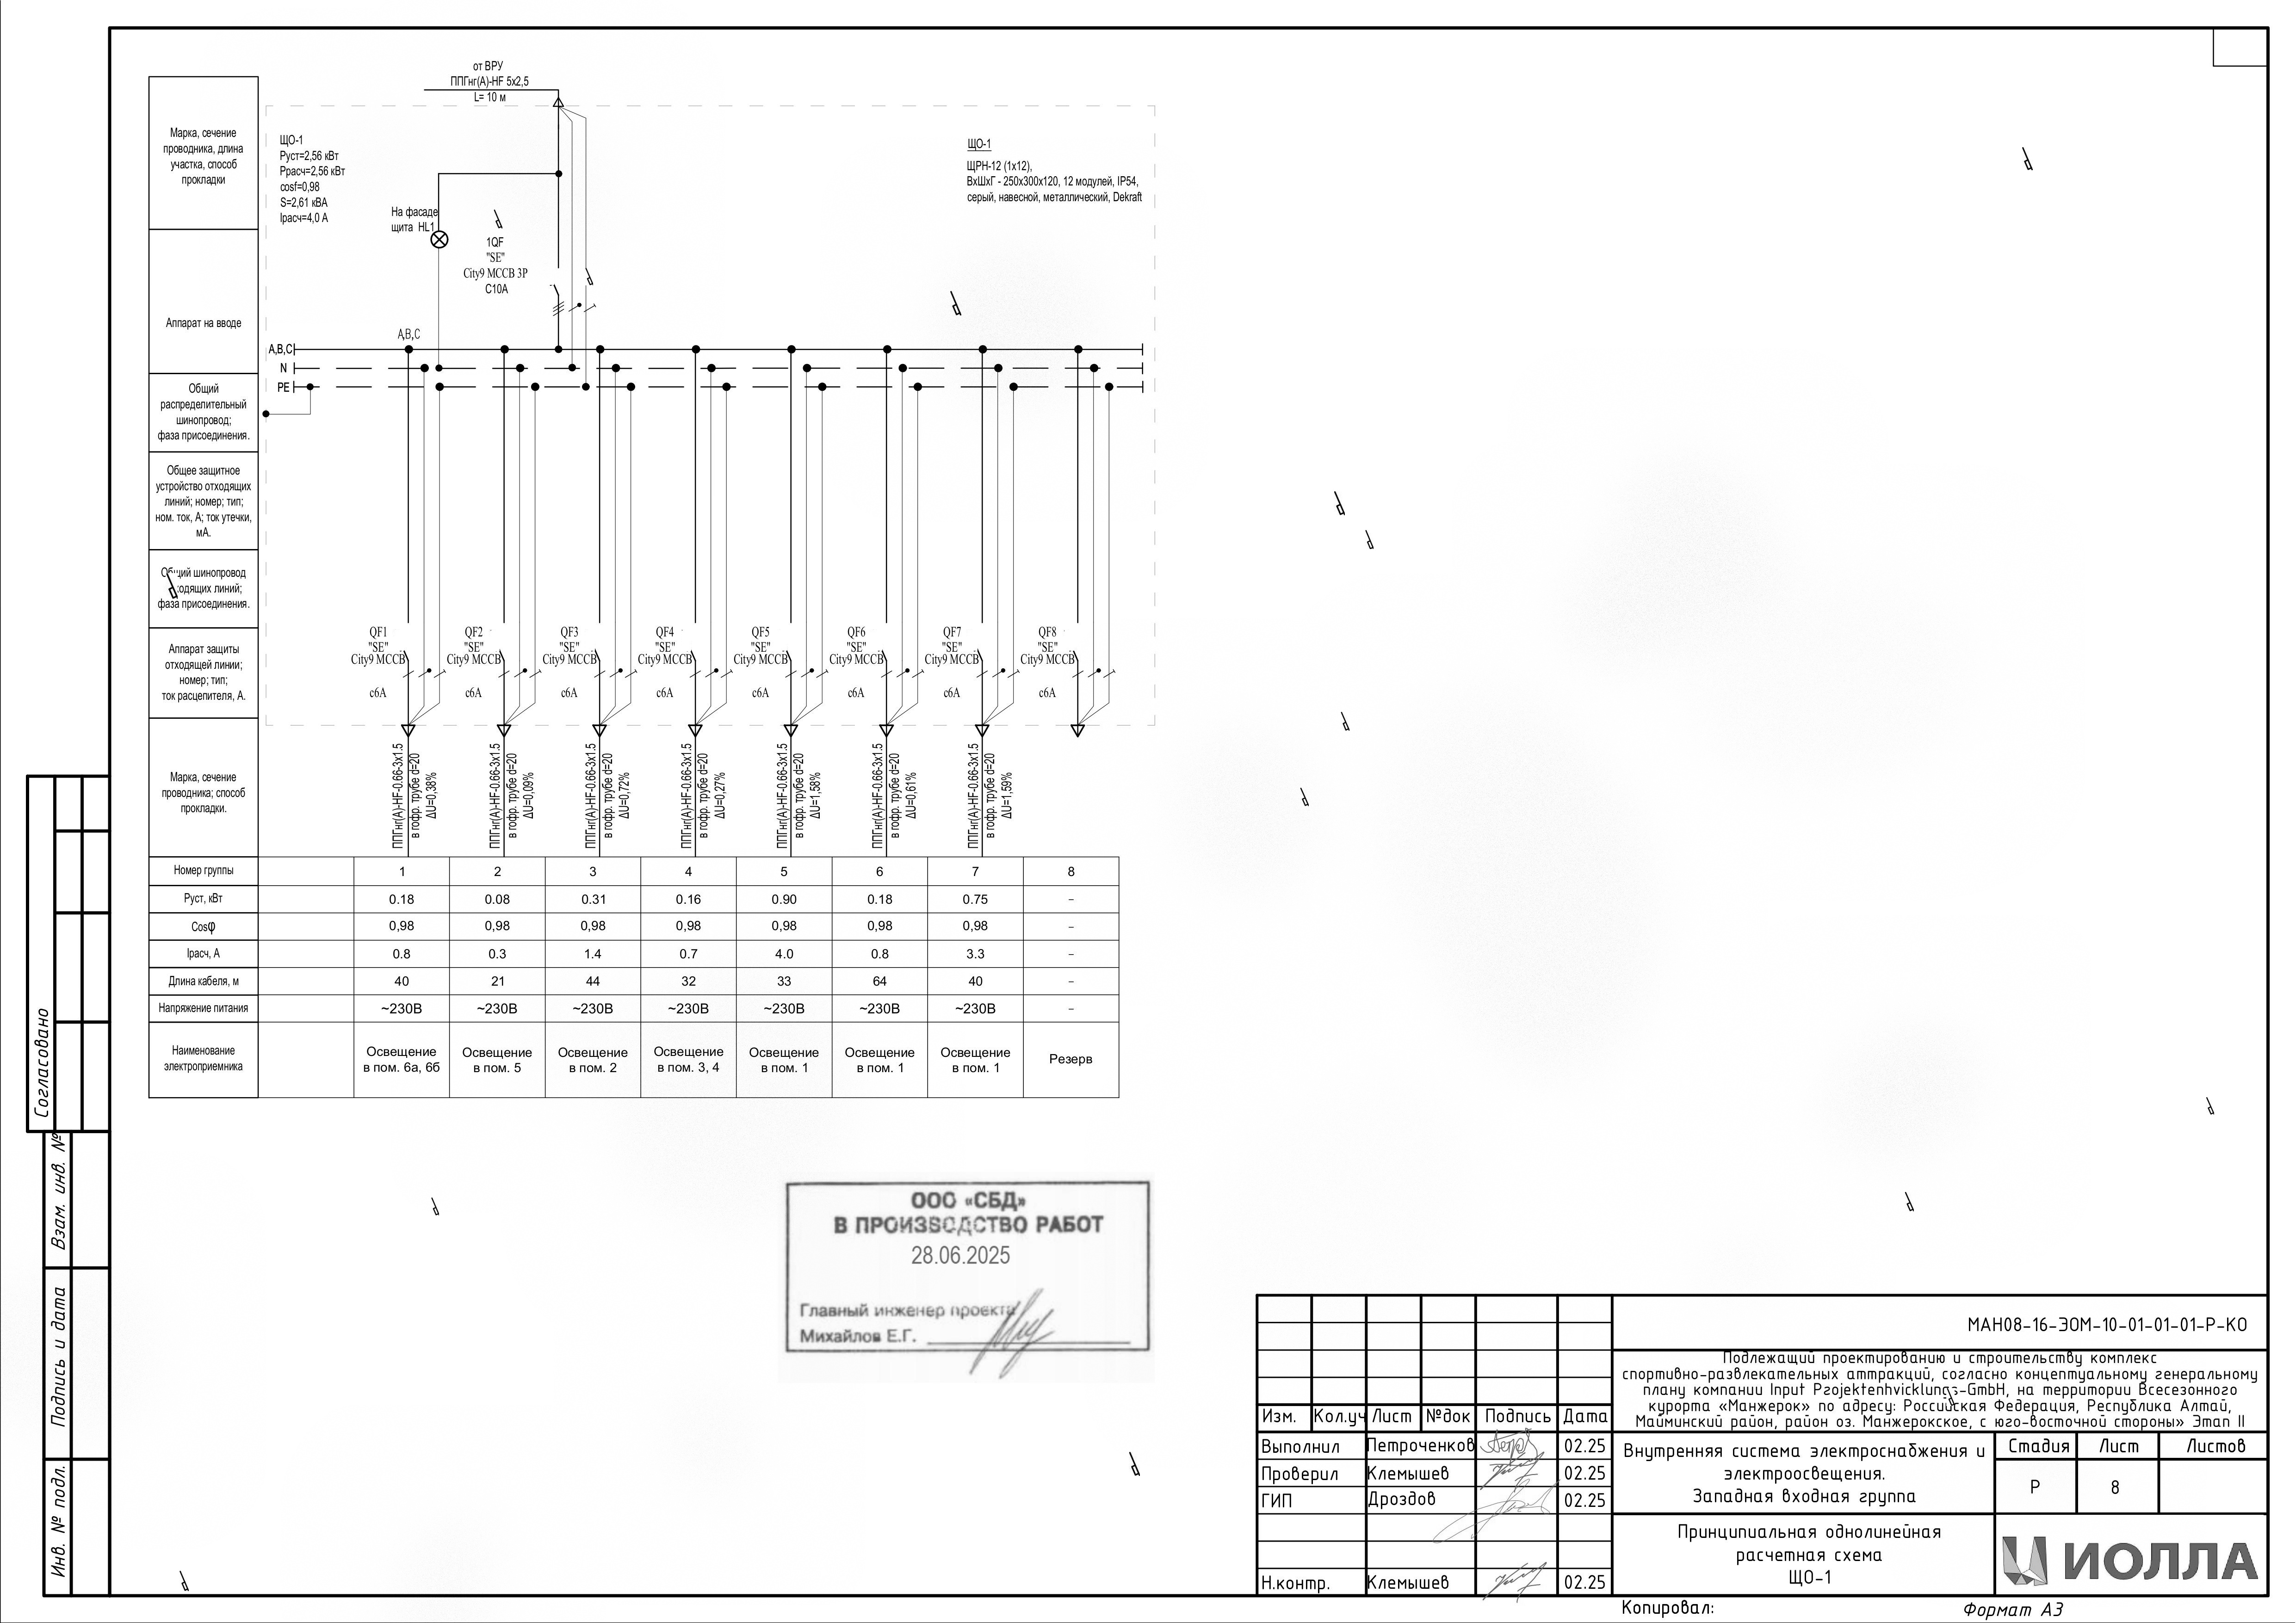 от ВРУ
ППГнг(А)-HF 5х2,5
L= 10 м
Марка, сечение
проводника, длина
участка, способ
прокладки
ЩО-1
Руст=2,56 кВт
Ррасч=2,56 кВт
cosf=0,98
S=2,61 кВА
Iрасч=4,0 А
ЩО-1
ЩРН-12 (1х12),
ВхШхГ - 250х300х120, 12 модулей, IP54,
серый, навесной, металлический, Dekraft
На фасаде
щита HL1
1QF
"SE"
City9 MCCB 3P
C10A
Аппарат на вводе
A,B,C
A,B,C
N
PE
Общий
распределительный
шинопровод;
фаза присоединения.
Общее защитное
устройство отходящих
линий; номер; тип;
ном. ток, А; ток утечки,
мА.
Общий шинопровод
одящих линий;
фаза присоединения.
Аппарат защиты
отходящей линии;
номер; тип;
ток расцепителя, А.
QF1 QF2 QF3 QF4 QF5 QF6 QF7 QF8
"SE" "SE" "SE" "SE" "SE" "SE" "SE" "SE"
City9 MCCB City9 MCCB City9 MCCB City9 MCCB City9 MCCB City9 MCCB City9 MCCB City9 MCCB
c6A c6A c6A c6A c6A c6A c6A c6A
Марка, сечение
проводника; способ
прокладки.
ППГнг(А)-HF-0.66-3х1.5
в гофр. трубе d=20
ΔU=0,38%
ППГнг(А)-HF-0.66-3х1.5
в гофр. трубе d=20
ΔU=0,09%
ППГнг(А)-HF-0.66-3х1.5
в гофр. трубе d=20
ΔU=0,72%
ППГнг(А)-HF-0.66-3х1.5
в гофр. трубе d=20
ΔU=0,27%
ППГнг(А)-HF-0.66-3х1.5
в гофр. трубе d=20
ΔU=1,58%
ППГнг(А)-HF-0.66-3х1.5
в гофр. трубе d=20
ΔU=0,61%
ППГнг(А)-HF-0.66-3х1.5
в гофр. трубе d=20
ΔU=1,59%
Номер группы 1 2 3 4 5 6 7 8
Руст, кВт 0.18 0.08 0.31 0.16 0.90 0.18 0.75 –
Cosφ 0,98 0,98 0,98 0,98 0,98 0,98 0,98 –
Iрасч, А 0.8 0.3 1.4 0.7 4.0 0.8 3.3 –
Длина кабеля, м 40 21 44 32 33 64 40 –
Напряжение питания ~230В ~230В ~230В ~230В ~230В ~230В ~230В –
Наименование
электроприемника
Освещение
в пом. 6а, 6б
Освещение
в пом. 5
Освещение
в пом. 2
Освещение
в пом. 3, 4
Освещение
в пом. 1
Освещение
в пом. 1
Освещение
в пом. 1
Резерв
Согласовано
Взам. инв. №
Подпись и дата
Инв. № подл.
ООО «СБД»
В ПРОИЗВОДСТВО РАБОТ
28.06.2025
Главный инженер проекта
Михайлов Е.Г.
МАН08-16-ЭОМ-10-01-01-01-Р-КО
Подлежащий проектированию и строительству комплекс
спортивно-развлекательных аттракций, согласно концептуальному генеральному
плану компании Input Projektenhvicklungs-GmbH, на территории Всесезонного
курорта «Манжерок» по адресу: Российская Федерация, Республика Алтай,
Майминский район, район оз. Манжерокское, с юго-восточной стороны» Этап II
Изм. Кол.уч Лист №док Подпись Дата
Выполнил Петроченков 02.25
Проверил Клемышев 02.25
ГИП Дроздов 02.25
Н.контр. Клемышев 02.25
Внутренняя система электроснабжения и
электроосвещения.
Западная входная группа
Стадия Лист Листов
Р 8
Принципиальная однолинейная
расчетная схема
ЩО-1
ИОЛЛА
Копировал:
Формат А3